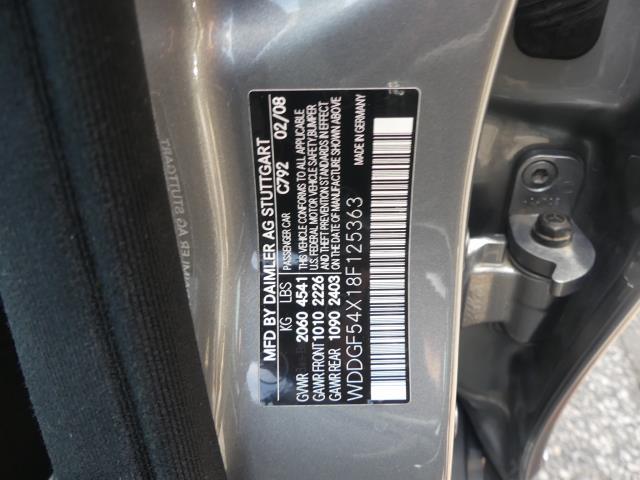 MFD BY DAIMLER AG STUTTGART
PASSENGER CAR C792 02/08
KG LBS
GVWR 2060 4541
GAWR FRONT 1010 2226
GAWR REAR 1090 2403
THIS VEHICLE CONFORMS TO ALL APPLICABLE
U.S. FEDERAL MOTOR VEHICLE SAFETY, BUMPER
AND THEFT PREVENTION STANDARDS IN EFFECT
ON THE DATE OF MANUFACTURE SHOWN ABOVE
MADE IN GERMANY
WDDGF54X18F125363